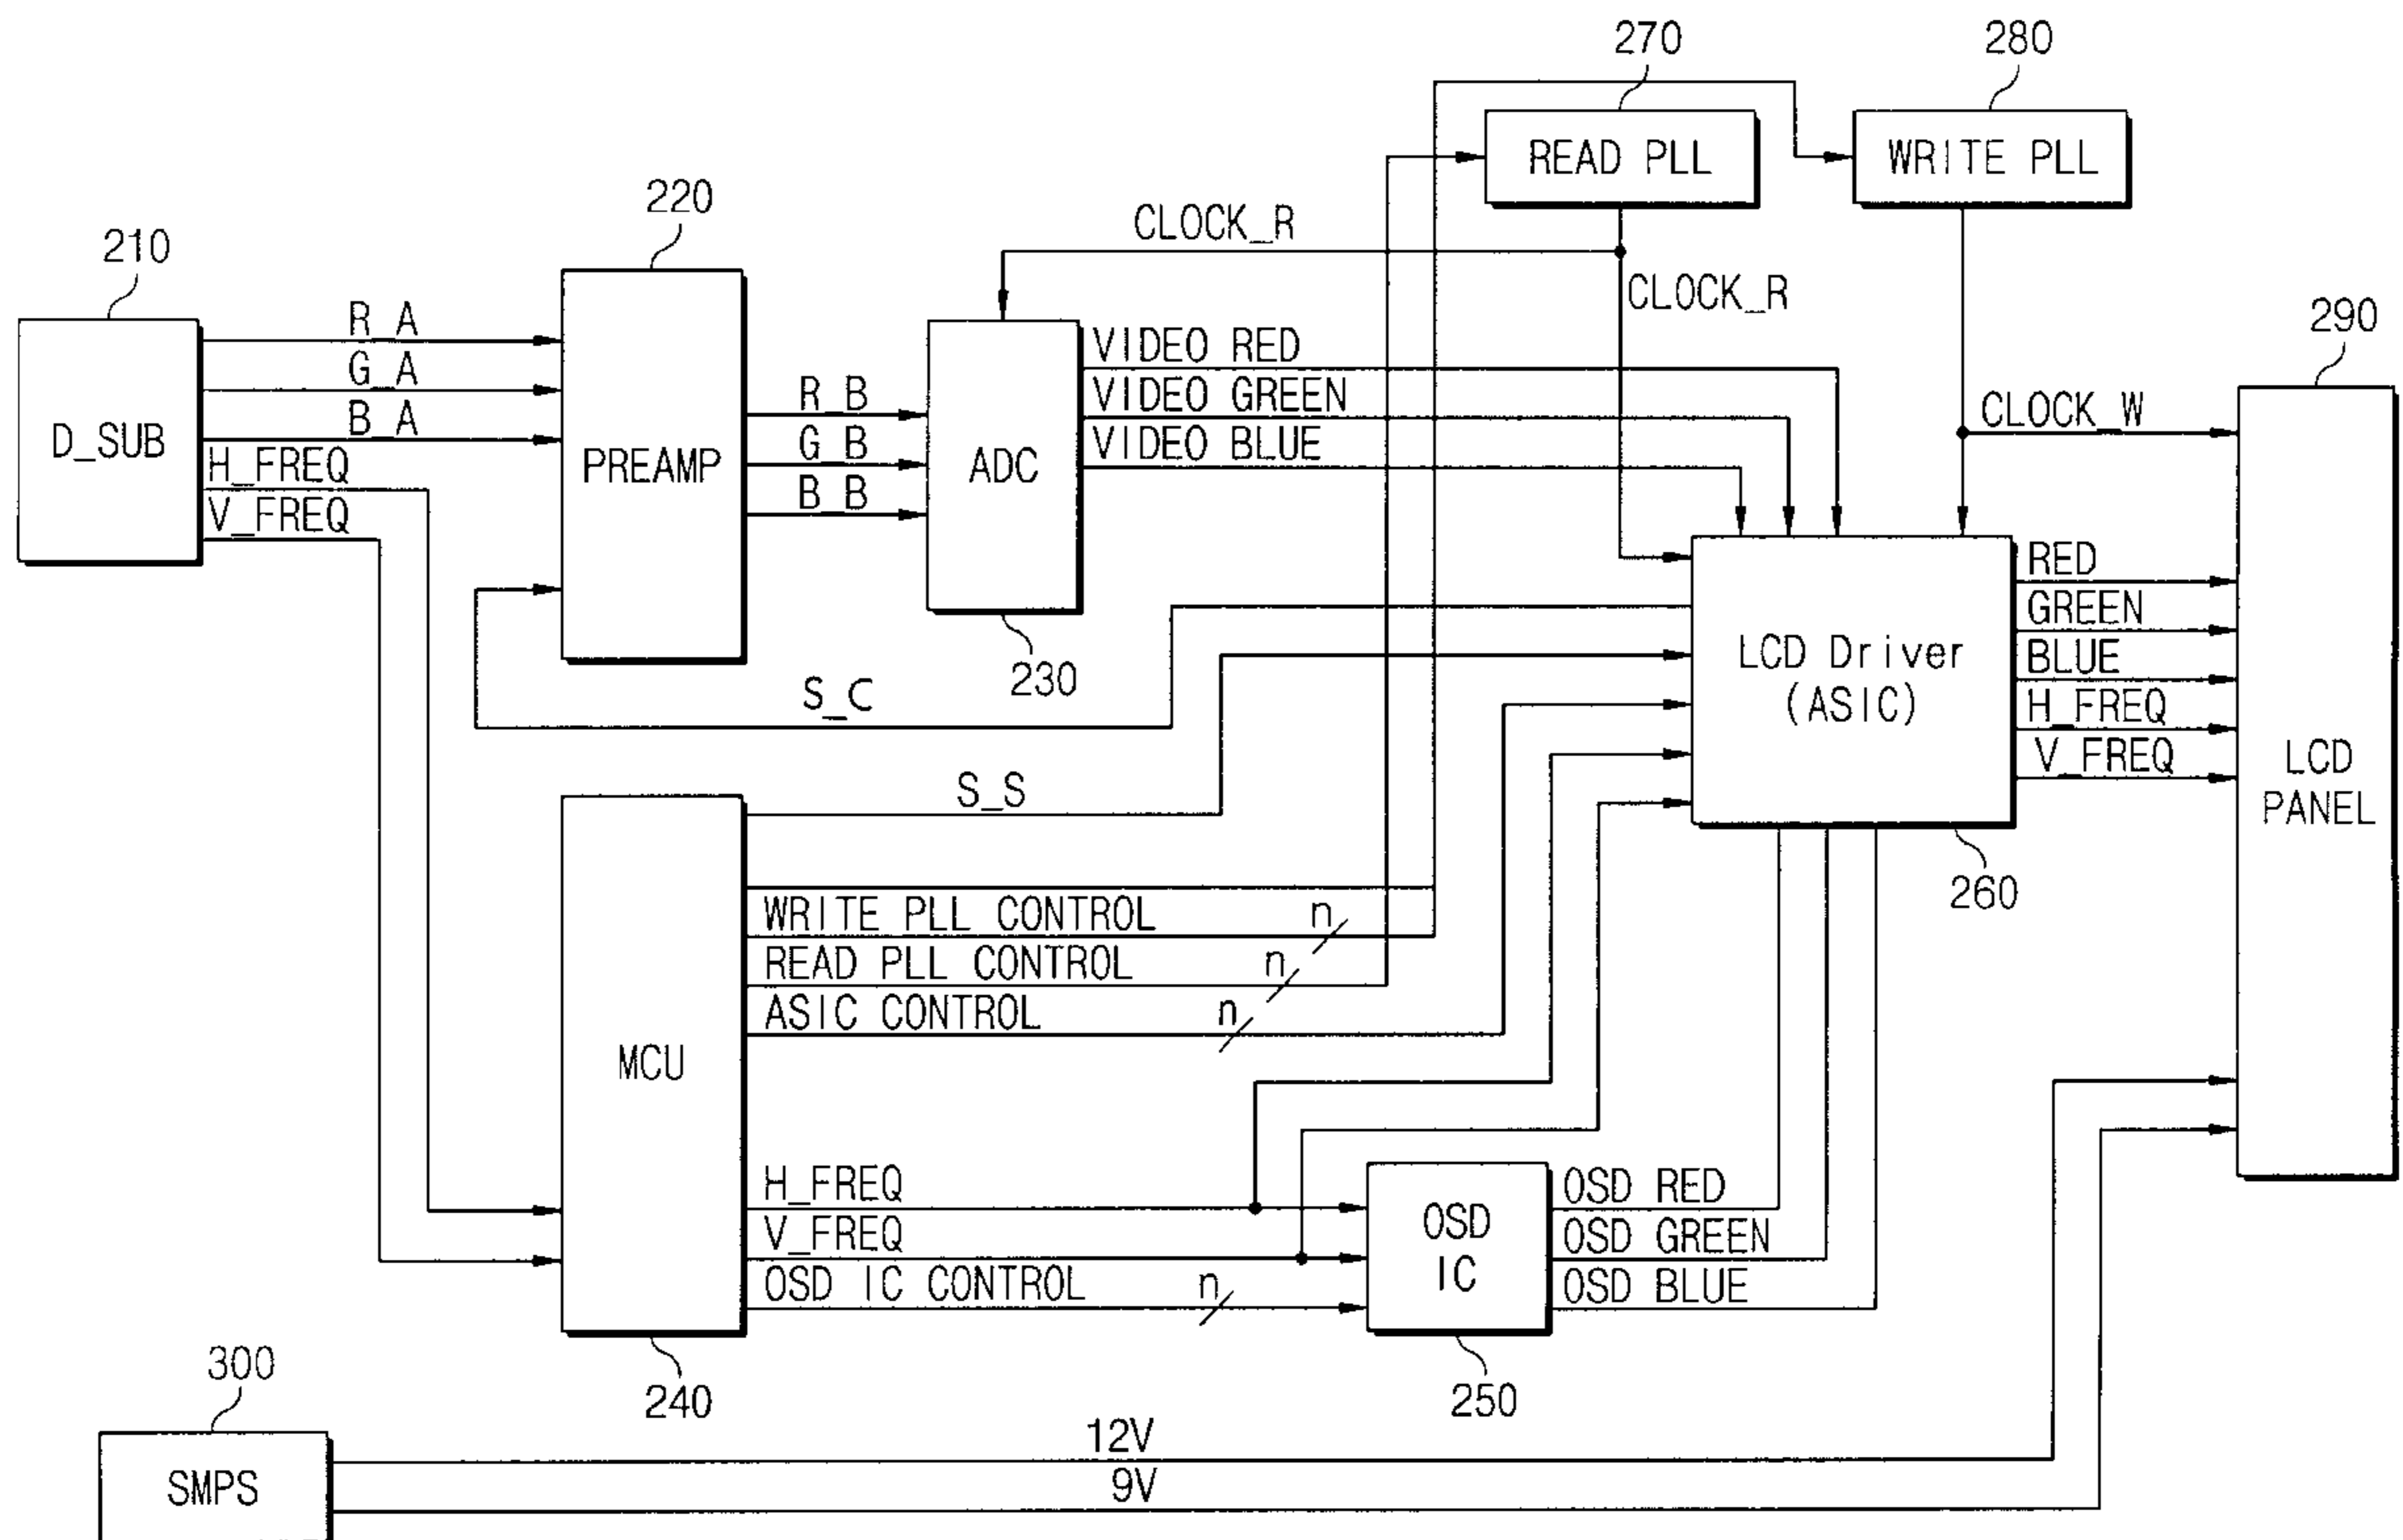 270
280
READ PLL
WRITE PLL
220
CLOCK_R
210
CLOCK_R
290
R_A
G_A
B_A
H_FREQ
V_FREQ
D_SUB
PREAMP
R_B
G_B
B_B
ADC
VIDEO RED
VIDEO GREEN
VIDEO BLUE
CLOCK_W
RED
GREEN
BLUE
H_FREQ
V_FREQ
LCD Driver
(ASIC)
LCD
PANEL
230
S_C
S_S
260
WRITE PLL CONTROL
n
READ PLL CONTROL
n
ASIC CONTROL
n
MCU
H_FREQ
V_FREQ
OSD IC CONTROL
n
OSD
IC
OSD RED
OSD GREEN
OSD BLUE
240
250
300
12V
9V
SMPS